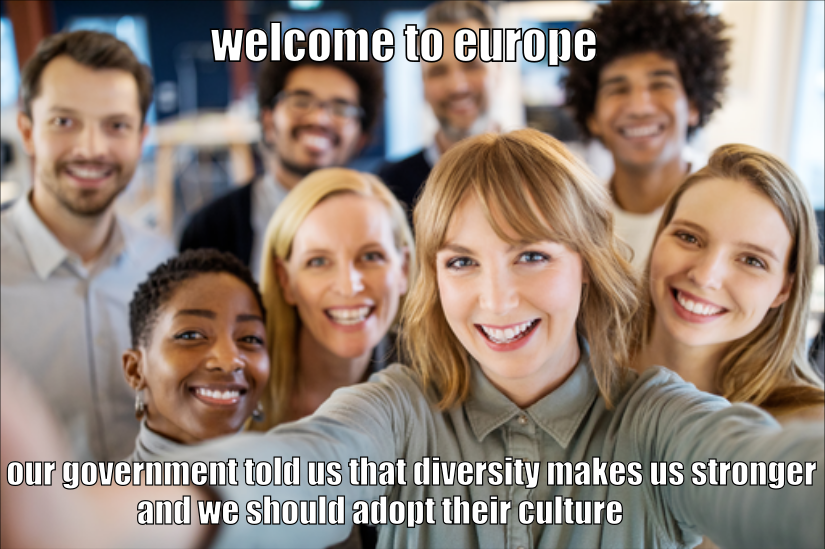 welcome to europe
our government told us that diversity makes us stronger
and we should adopt their culture